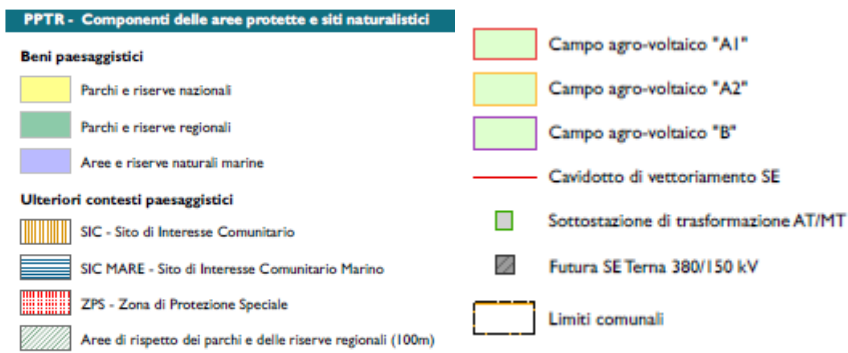 PPTR - Componenti delle aree protette e siti naturalistici
Beni paesaggistici
Parchi e riserve nazionali
Parchi e riserve regionali
Aree e riserve naturali marine
Ulteriori contesti paesaggistici
SIC - Sito di Interesse Comunitario
SIC MARE - Sito di Interesse Comunitario Marino
ZPS - Zona di Protezione Speciale
Aree di rispetto dei parchi e delle riserve regionali (100m)
Campo agro-voltaico "A1"
Campo agro-voltaico "A2"
Campo agro-voltaico "B"
Cavidotto di vettoriamento SE
Sottostazione di trasformazione AT/MT
Futura SE Terna 380/150 kV
Limiti comunali